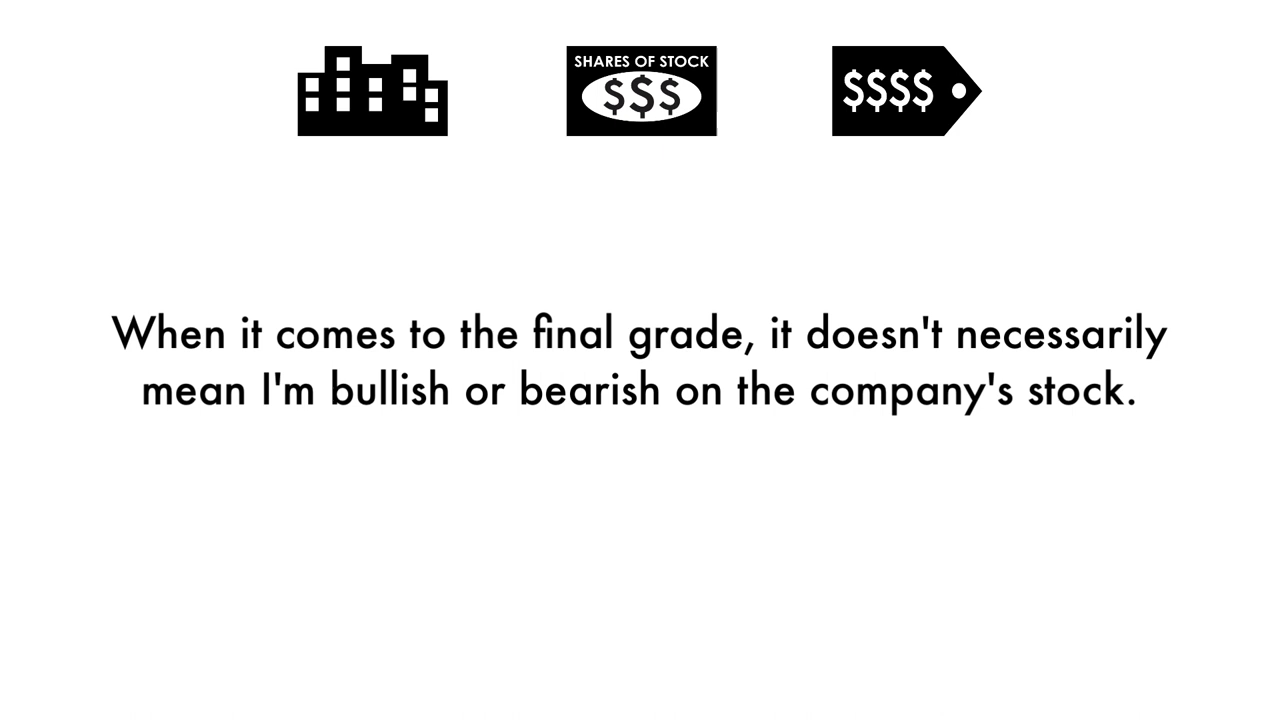 SHARES OF STOCK
$$$
$$$$
When it comes to the final grade, it doesn't necessarily
mean I'm bullish or bearish on the company's stock.